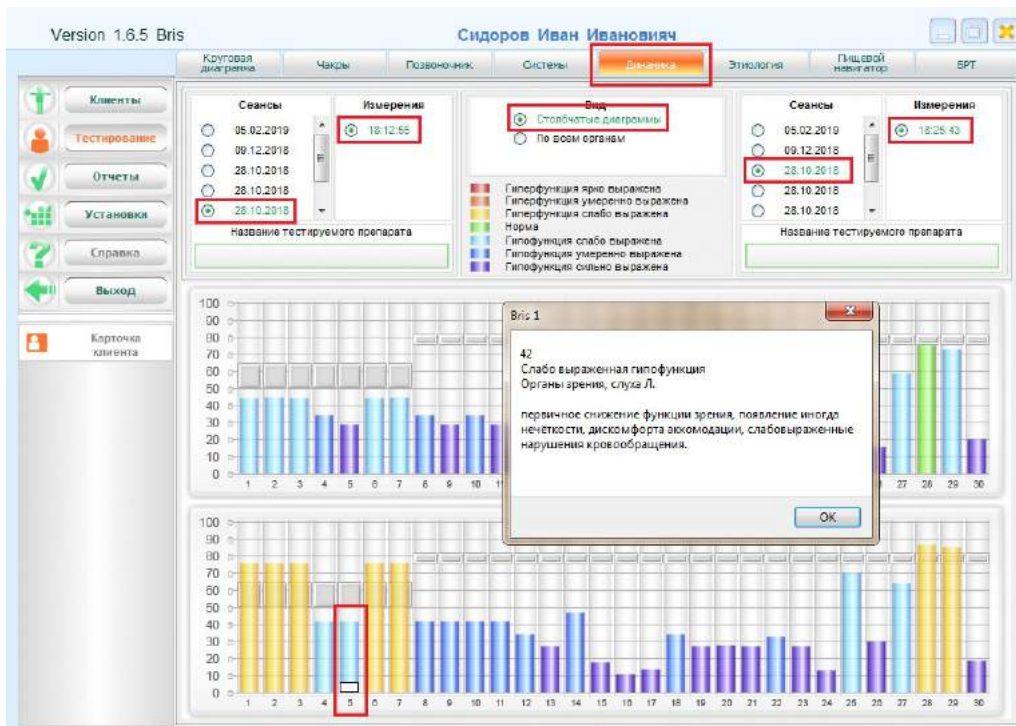 Version 1.6.5 Bris
Сидоров Иван Ивановияч
Круговая диаграмма
Чакры
Позвоночник
Системы
Динамика
Этиология
Пищевой навигатор
БРТ
Клиенты
Тестирование
Отчеты
Установки
Справка
Выход
Карточка
клиента
Сеансы
Измерения
05.02.2019
18:12:55
09.12.2018
28.10.2018
28.10.2018
28.10.2018
Название тестируемого препарата
Вид
Столбчатые диаграммы
По всем органам
Гиперфункция ярко выражена
Гиперфункция умеренно выражена
Гиперфункция слабо выражена
Норма
Гипофункция слабо выражена
Гипофункция умеренно выражена
Гипофункция сильно выражена
Сеансы
Измерения
05.02.2019
18:25:43
09.12.2018
28.10.2018
28.10.2018
28.10.2018
Название тестируемого препарата
100
90
80
70
60
50
40
30
20
10
0
1 2 3 4 5 6 7 8 9 10 27 28 29 30
Bris 1
42
Слабо выраженная гипофункция
Органы зрения, слуха Л.
первичное снижение функции зрения, появление иногда
нечёткости, дискомфорта аккомодации, слабовыраженные
нарушения кровообращения.
OK
100
90
80
70
60
50
40
30
20
10
0
1 2 3 4 5 6 7 8 9 10 11 12 13 14 15 16 17 18 19 20 21 22 23 24 25 26 27 28 29 30